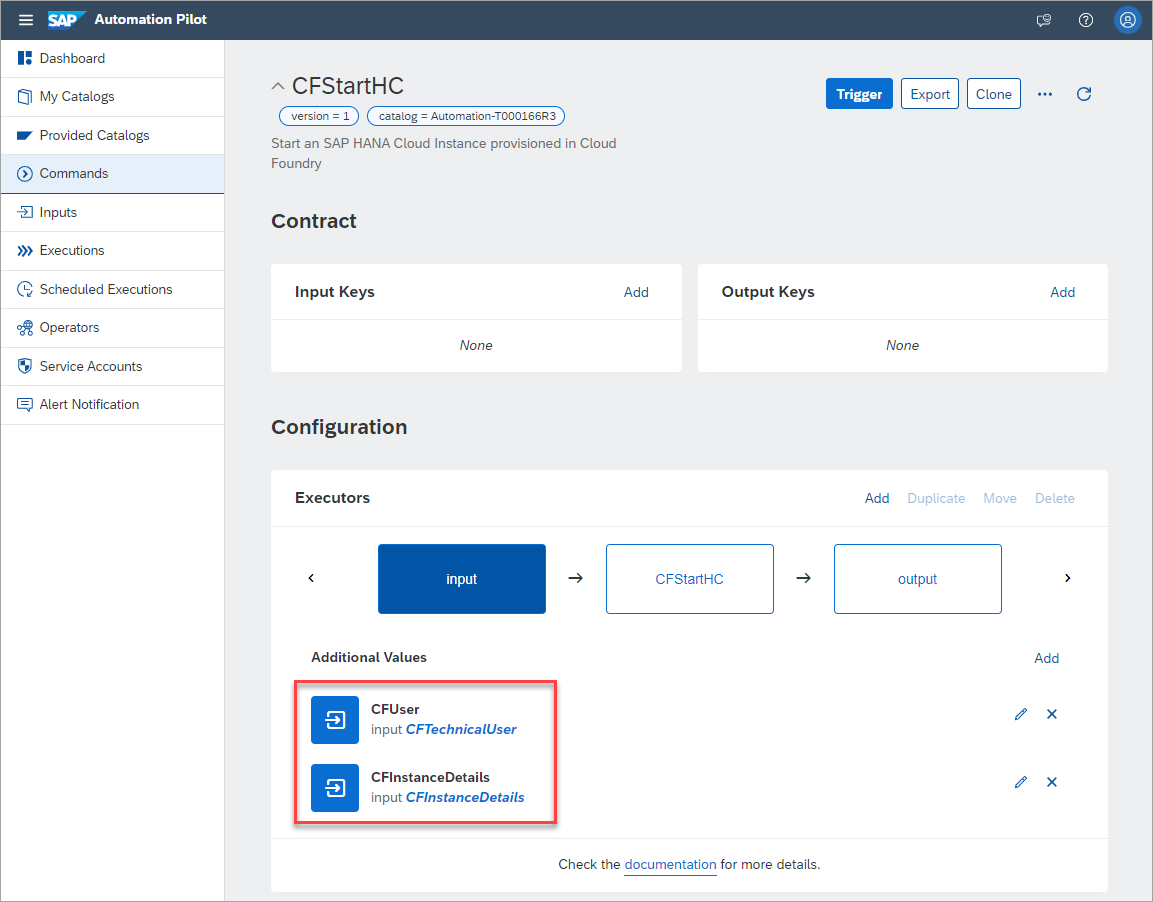 SAP Automation Pilot
Dashboard
My Catalogs
Provided Catalogs
Commands
Inputs
Executions
Scheduled Executions
Operators
Service Accounts
Alert Notification
CFStartHC
Trigger Export Clone
version = 1 catalog = Automation-T000166R3
Start an SAP HANA Cloud Instance provisioned in Cloud
Foundry
Contract
Input Keys Add
None
Output Keys Add
None
Configuration
Executors Add Duplicate Move Delete
input CFStartHC output
Additional Values Add
CFUser
input CFTechnicalUser
CFInstanceDetails
input CFInstanceDetails
Check the documentation for more details.